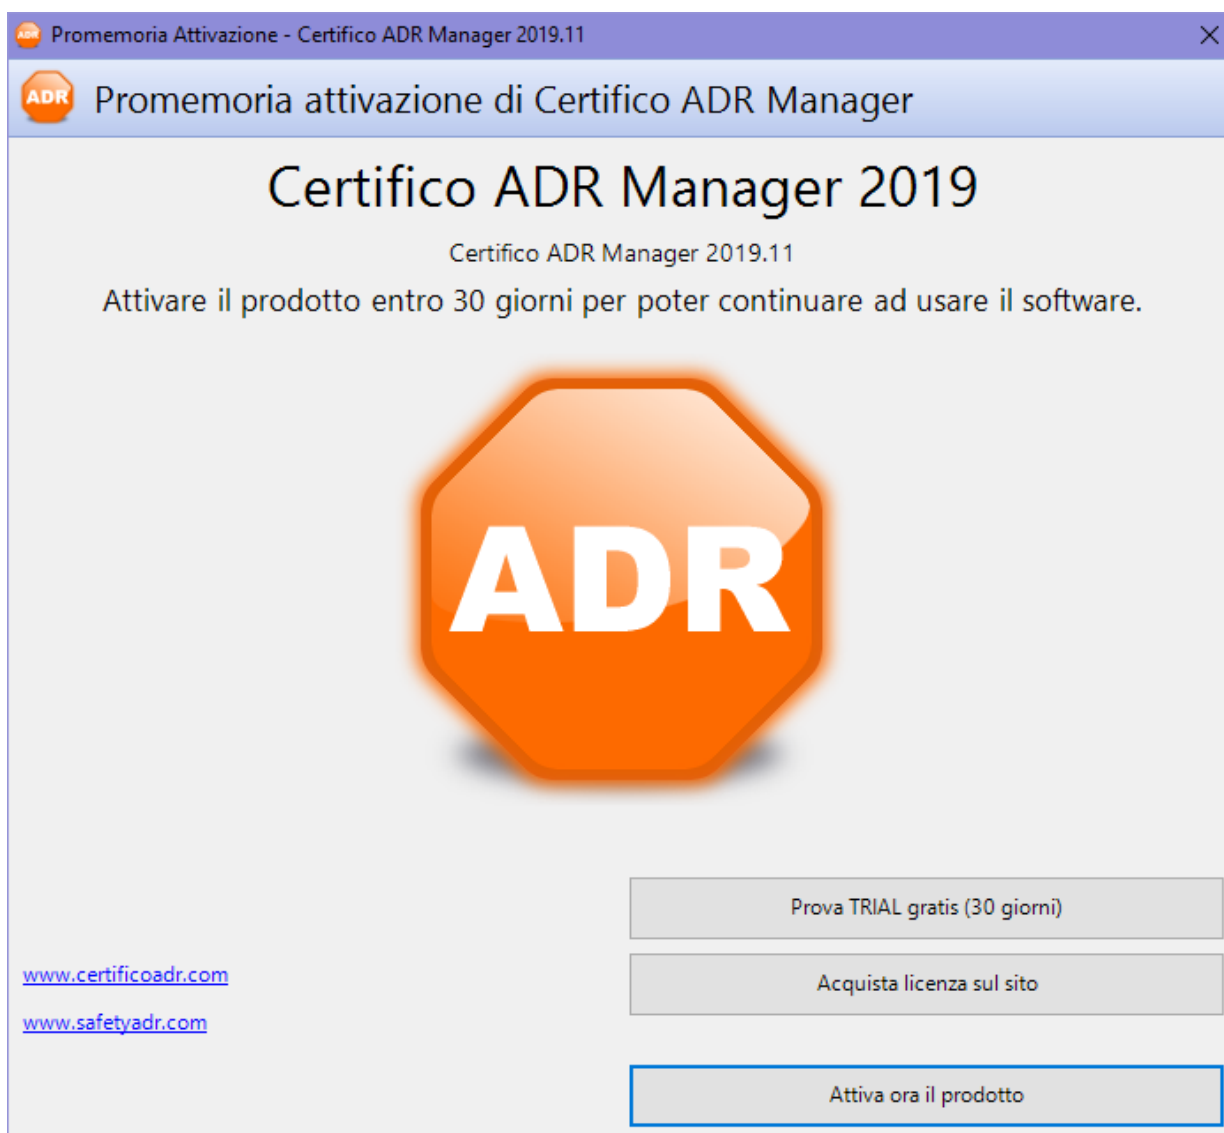 ADR Promemoria Attivazione - Certifico ADR Manager 2019.11
ADR Promemoria attivazione di Certifico ADR Manager
Certifico ADR Manager 2019
Certifico ADR Manager 2019.11
Attivare il prodotto entro 30 giorni per poter continuare ad usare il software.
ADR
Prova TRIAL gratis (30 giorni)
www.certificoadr.com
Acquista licenza sul sito
www.safetyadr.com
Attiva ora il prodotto